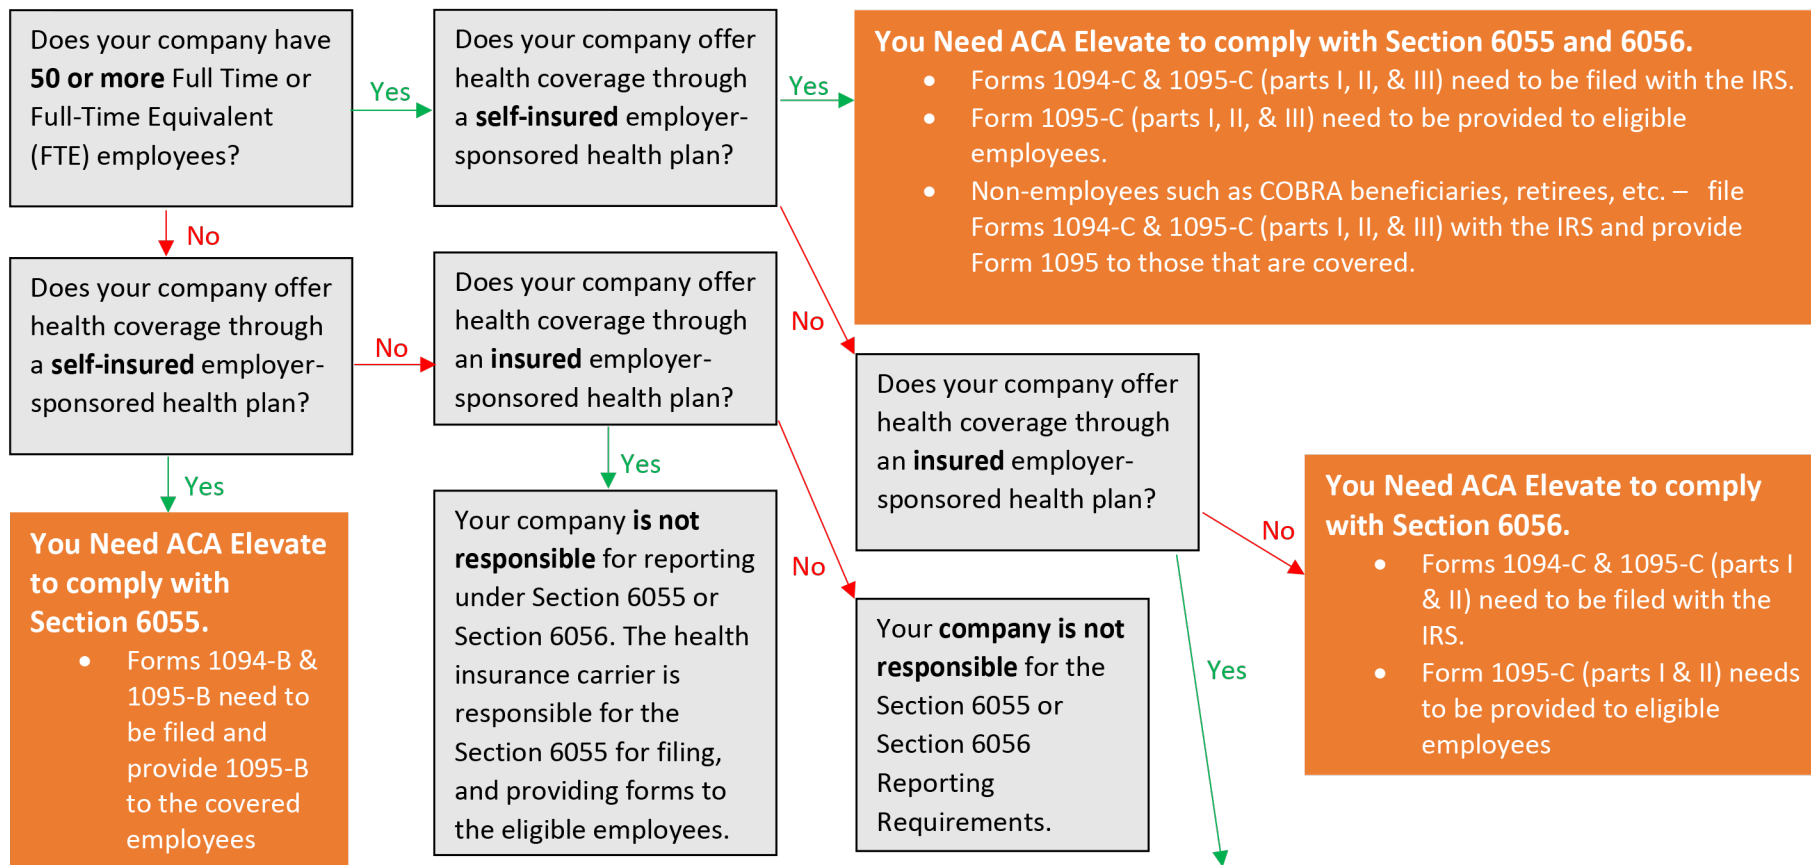 Does your company have
50 or more Full Time or
Full-Time Equivalent
(FTE) employees?
Yes
Does your company offer
health coverage through
a self-insured employer-
sponsored health plan?
Yes
You Need ACA Elevate to comply with Section 6055 and 6056.
• Forms 1094-C & 1095-C (parts I, II, & III) need to be filed with the IRS.
• Form 1095-C (parts I, II, & III) need to be provided to eligible
employees.
• Non-employees such as COBRA beneficiaries, retirees, etc. – file
Forms 1094-C & 1095-C (parts I, II, & III) with the IRS and provide
Form 1095 to those that are covered.
No
Does your company offer
health coverage through
a self-insured employer-
sponsored health plan?
No
Does your company offer
health coverage through
an insured employer-
sponsored health plan?
No
Does your company offer
health coverage through
an insured employer-
sponsored health plan?
No
You Need ACA Elevate to comply
with Section 6056.
• Forms 1094-C & 1095-C (parts I
& II) need to be filed with the
IRS.
• Form 1095-C (parts I & II) needs
to be provided to eligible
employees
Yes
You Need ACA Elevate
to comply with
Section 6055.
• Forms 1094-B &
1095-B need to
be filed and
provide 1095-B
to the covered
employees
Yes
Your company is not
responsible for reporting
under Section 6055 or
Section 6056. The health
insurance carrier is
responsible for the
Section 6055 for filing,
and providing forms to
the eligible employees.
No
Your company is not
responsible for the
Section 6055 or
Section 6056
Reporting
Requirements.
Yes